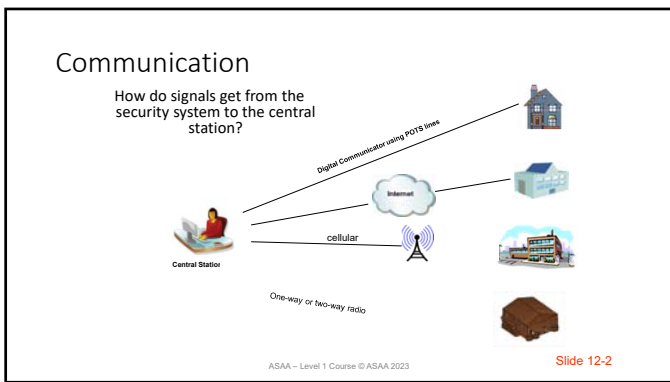 Communication
How do signals get from the
security system to the central
station?
Digital Communicator using POTS lines
Internet
cellular
Central Station
One-way or two-way radio
ASAA – Level 1 Course © ASAA 2023
Slide 12-2